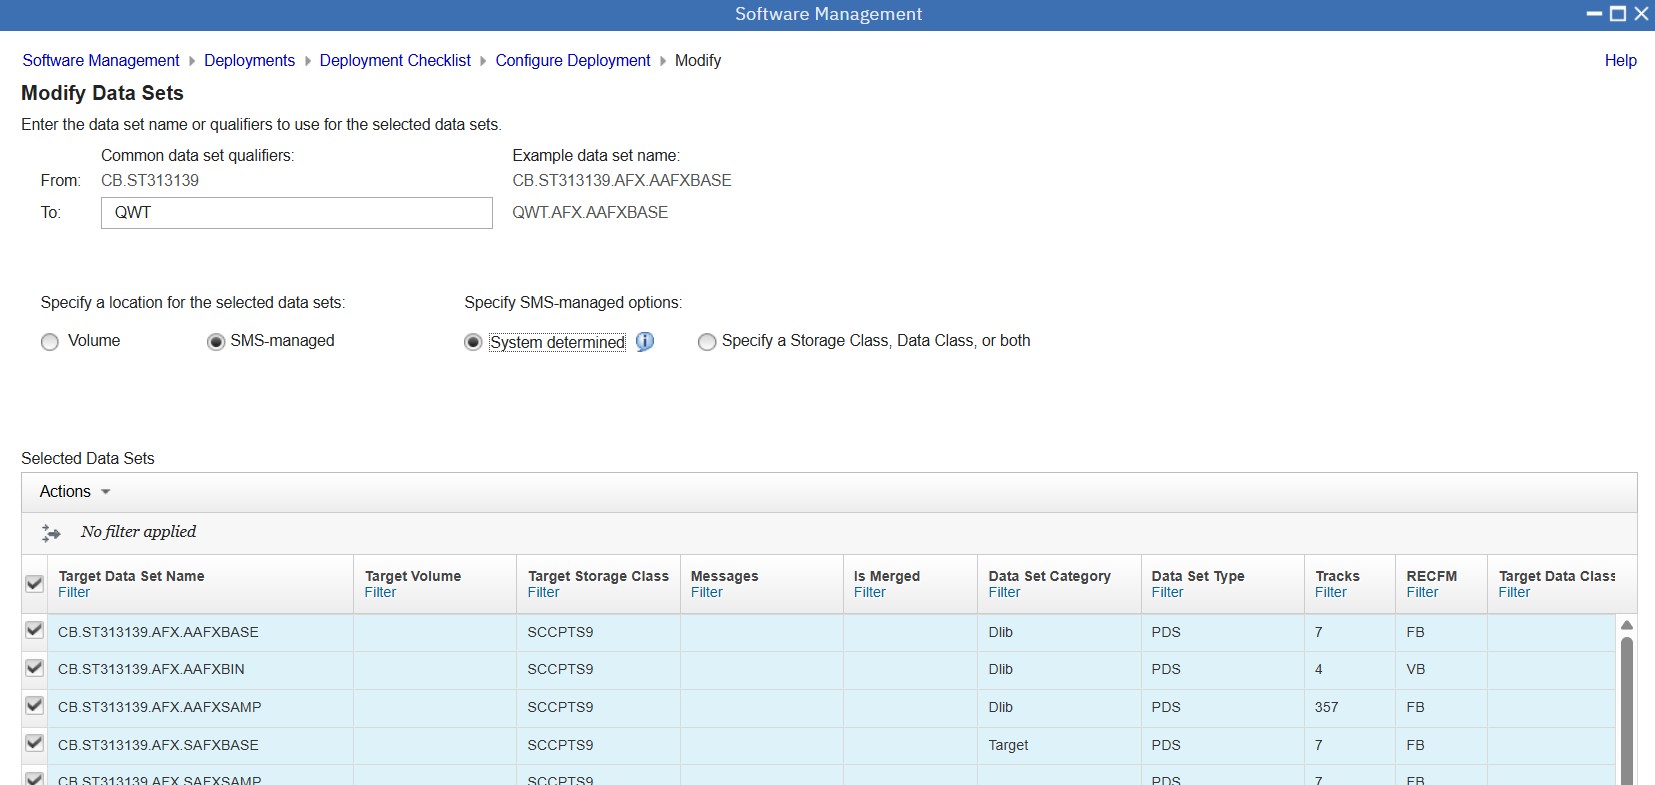 Software Management
Software Management Deployments Deployment Checklist Configure Deployment Modify Help
Modify Data Sets
Enter the data set name or qualifiers to use for the selected data sets.
Common data set qualifiers: Example data set name:
From: CB.ST313139 CB.ST313139.AFX.AAFXBASE
To: QWT QWT.AFX.AAFXBASE
Specify a location for the selected data sets: Specify SMS-managed options:
Volume SMS-managed System determined Specify a Storage Class, Data Class, or both
Selected Data Sets
Actions
No filter applied
Target Data Set Name Target Volume Target Storage Class Messages Is Merged Data Set Category Data Set Type Tracks RECFM Target Data Class
Filter Filter Filter Filter Filter Filter Filter Filter Filter Filter
CB.ST313139.AFX.AAFXBASE SCCPTS9 Dlib PDS 7 FB
CB.ST313139.AFX.AAFXBIN SCCPTS9 Dlib PDS 4 VB
CB.ST313139.AFX.AAFXSAMP SCCPTS9 Dlib PDS 357 FB
CB.ST313139.AFX.SAFXBASE SCCPTS9 Target PDS 7 FB
CB.ST313139.AFX.SAFXSAMP SCCPTS9 PDS 7 FB